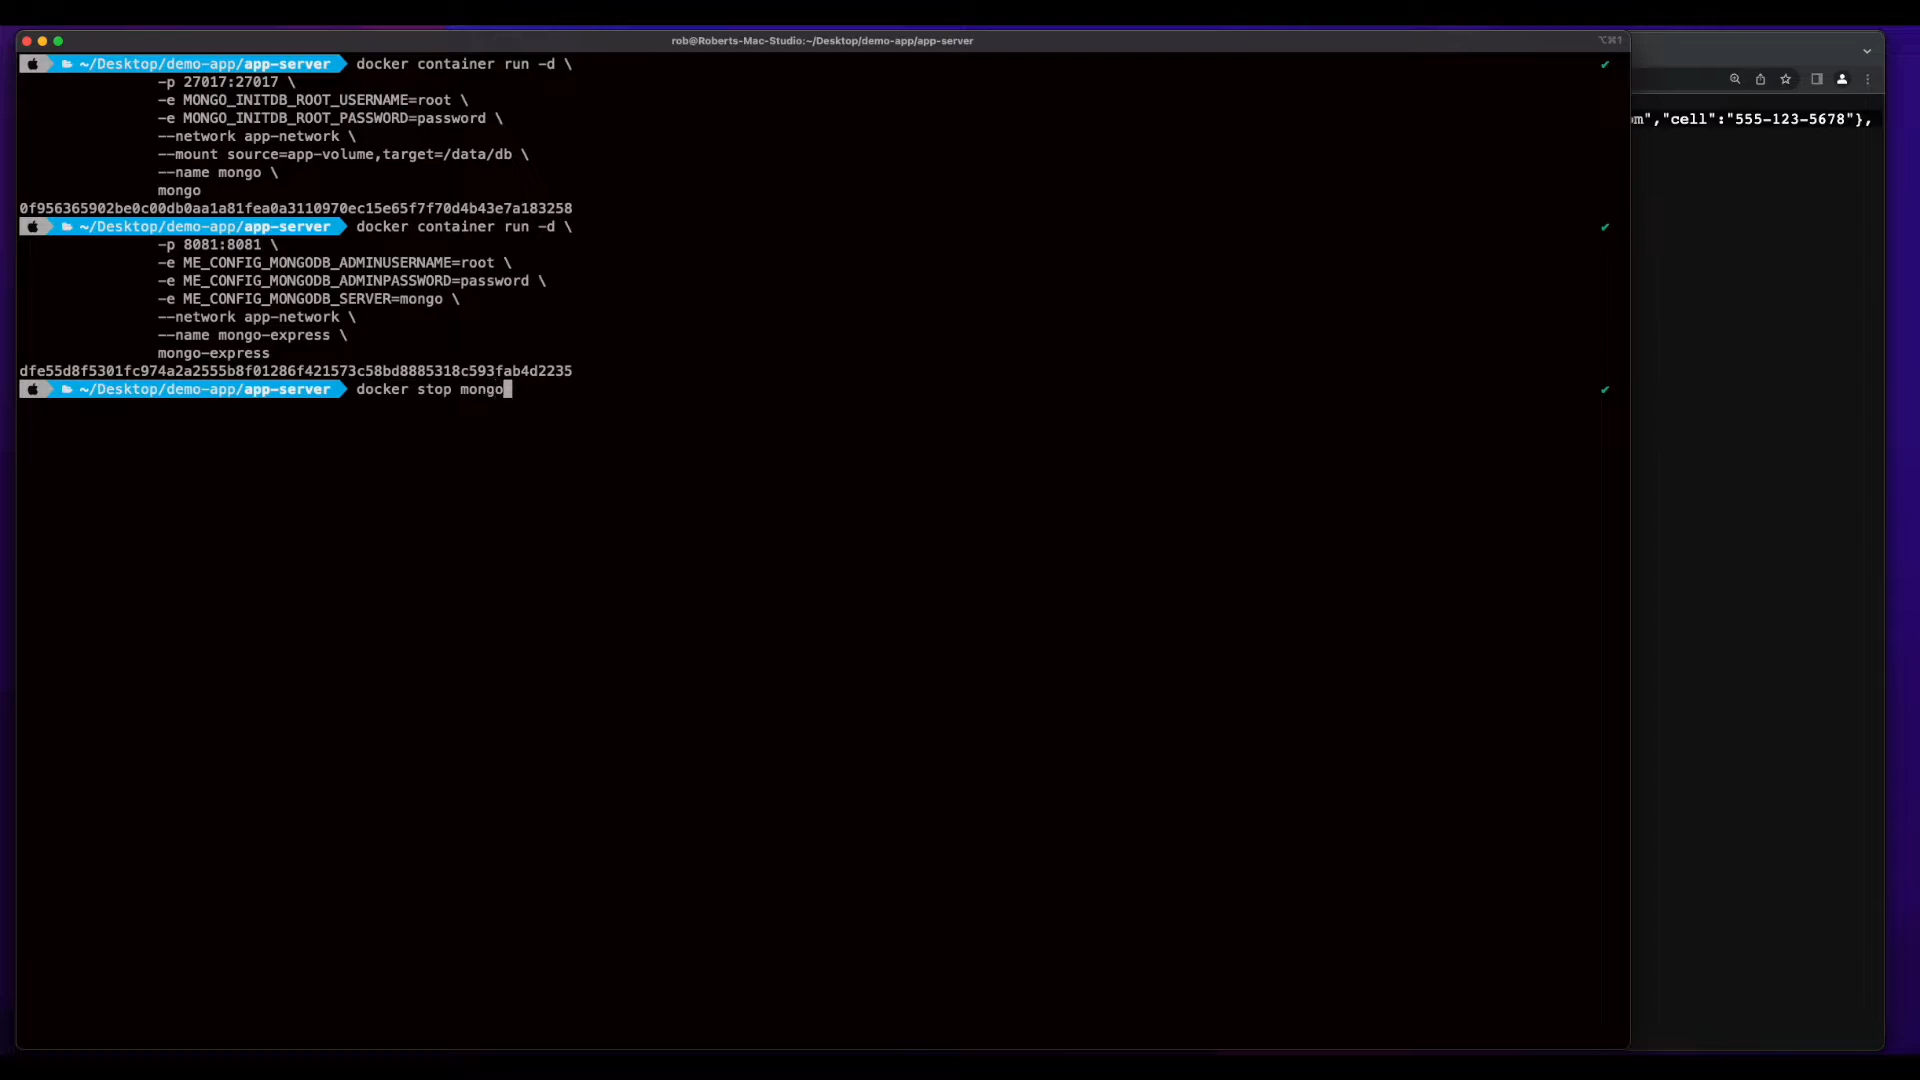 rob@Roberts-Mac-Studio:~/Desktop/demo-app/app-server
⌥⌘1
~/Desktop/demo-app/app-server docker container run -d \
-p 27017:27017 \
-e MONGO_INITDB_ROOT_USERNAME=root \
-e MONGO_INITDB_ROOT_PASSWORD=password \
--network app-network \
--mount source=app-volume,target=/data/db \
--name mongo \
mongo
0f956365902be0c00db0aa1a81fea0a3110970ec15e65f7f70d4b43e7a183258
~/Desktop/demo-app/app-server docker container run -d \
-p 8081:8081 \
-e ME_CONFIG_MONGODB_ADMINUSERNAME=root \
-e ME_CONFIG_MONGODB_ADMINPASSWORD=password \
-e ME_CONFIG_MONGODB_SERVER=mongo \
--network app-network \
--name mongo-express \
mongo-express
dfe55d8f5301fc974a2a2555b8f01286f421573c58bd8885318c593fab4d2235
~/Desktop/demo-app/app-server docker stop mongo
om","cell":"555-123-5678"},